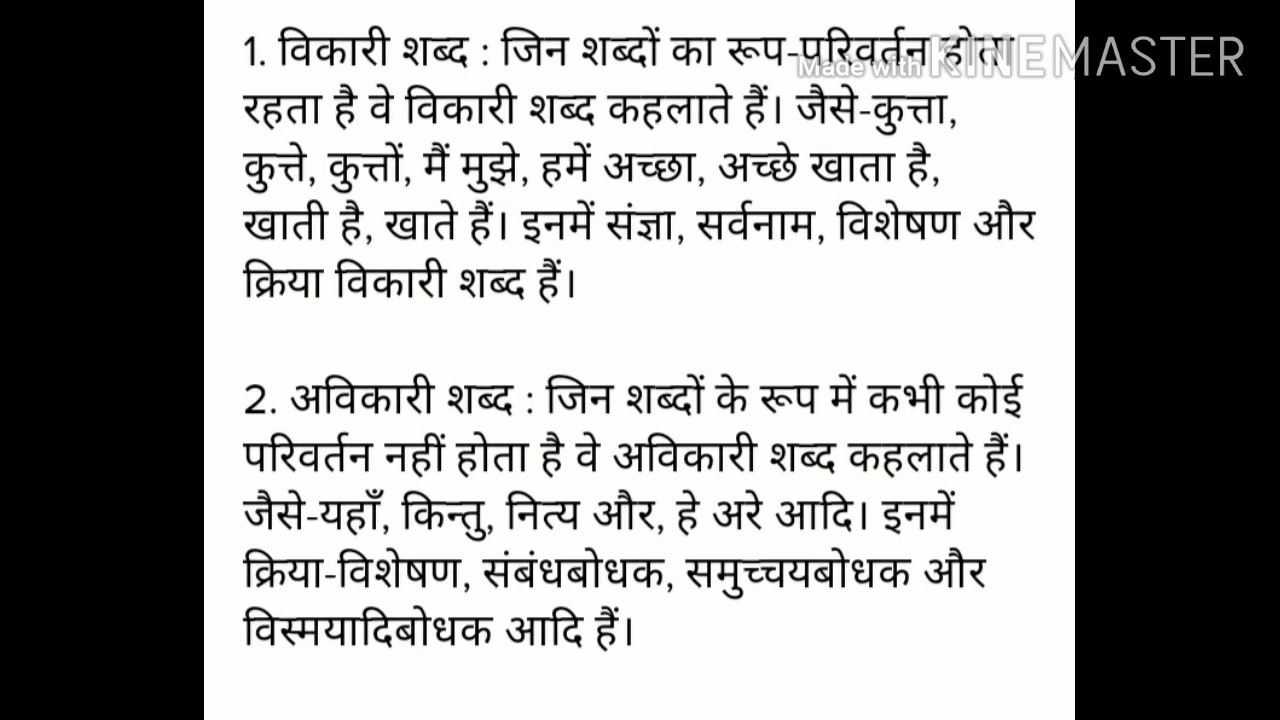 1. विकारी शब्द : जिन शब्दों का रूप-परिवर्तन होता
Made with KINEMASTER
रहता है वे विकारी शब्द कहलाते हैं। जैसे-कुत्ता,
कुत्ते, कुत्तों, मैं मुझे, हमें अच्छा, अच्छे खाता है,
खाती है, खाते हैं। इनमें संज्ञा, सर्वनाम, विशेषण और
क्रिया विकारी शब्द हैं।
2. अविकारी शब्द : जिन शब्दों के रूप में कभी कोई
परिवर्तन नहीं होता है वे अविकारी शब्द कहलाते हैं।
जैसे-यहाँ, किन्तु, नित्य और, हे अरे आदि। इनमें
क्रिया-विशेषण, संबंधबोधक, समुच्चयबोधक और
विस्मयादिबोधक आदि हैं।